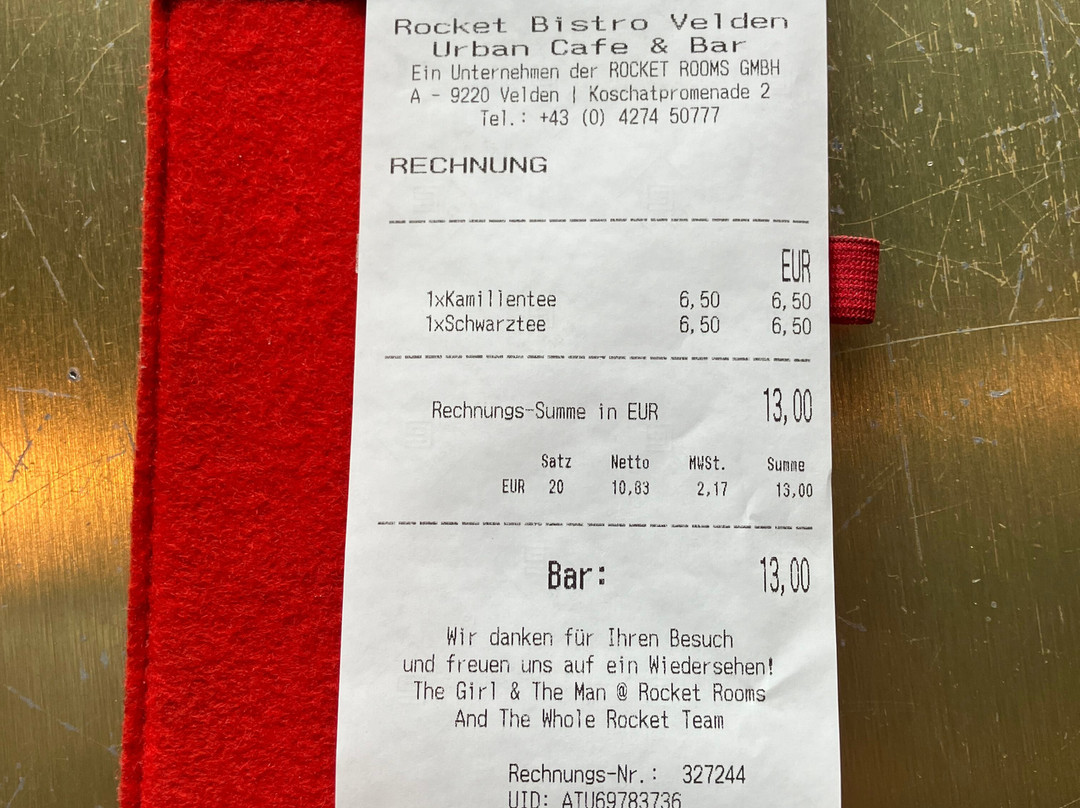 Rocket Bistro Velden
Urban Cafe & Bar
Ein Unternehmen der ROCKET ROOMS GMBH
A - 9220 Velden | Koschatpromenade 2
Tel.: +43 (0) 4274 50777
RECHNUNG
EUR
1xKamillentee 6,50 6,50
1xSchwarztee 6,50 6,50
Rechnungs-Summe in EUR 13,00
Satz Netto MWSt. Summe
EUR 20 10,83 2,17 13,00
Bar: 13,00
Wir danken für Ihren Besuch
und freuen uns auf ein Wiedersehen!
The Girl & The Man @ Rocket Rooms
And The Whole Rocket Team
Rechnungs-Nr.: 327244
UID: ATU69783736